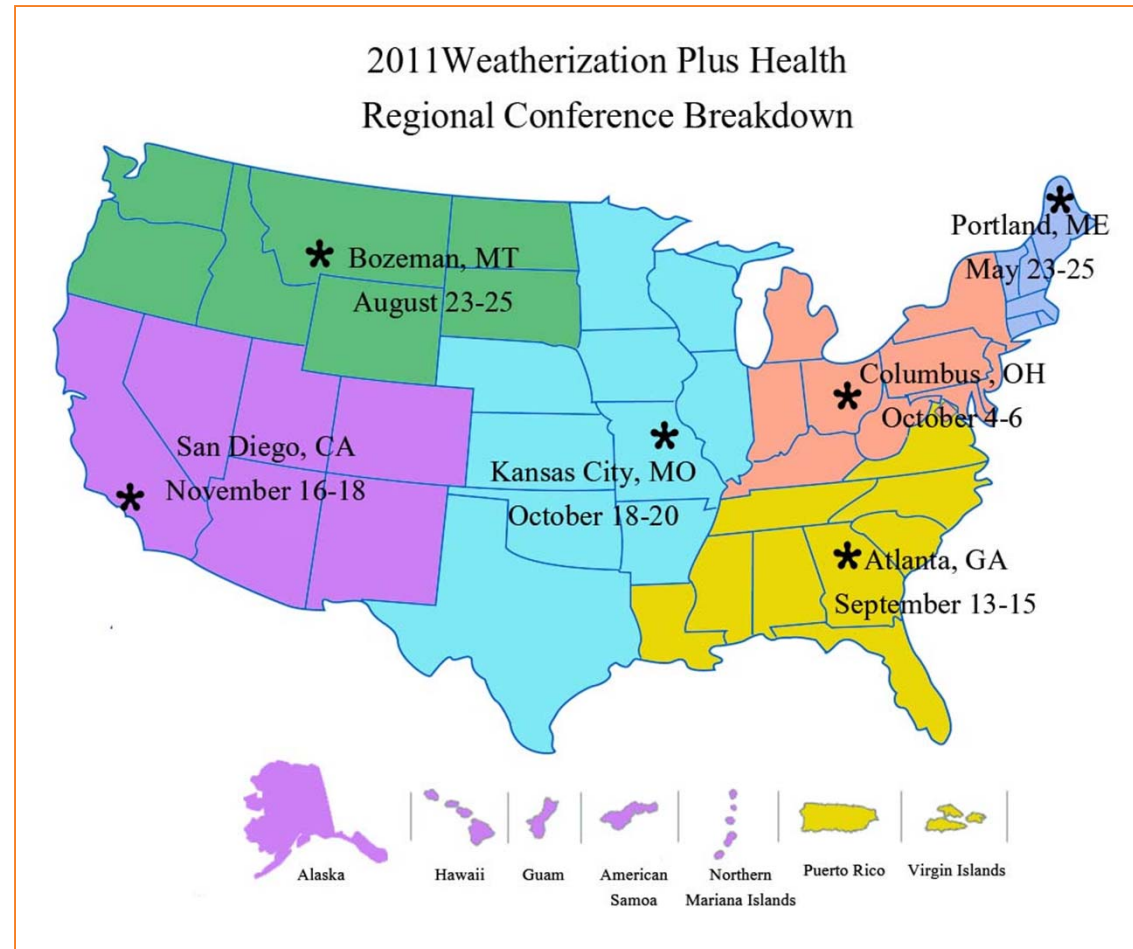 2011Weatherization Plus Health
Regional Conference Breakdown
Portland, ME
May 23-25
Bozeman, MT
August 23-25
Columbus , OH
October 4-6
San Diego, CA
November 16-18
Kansas City, MO
October 18-20
Atlanta, GA
September 13-15
Alaska
Hawaii
Guam
American
Samoa
Northern
Mariana Islands
Puerto Rico
Virgin Islands